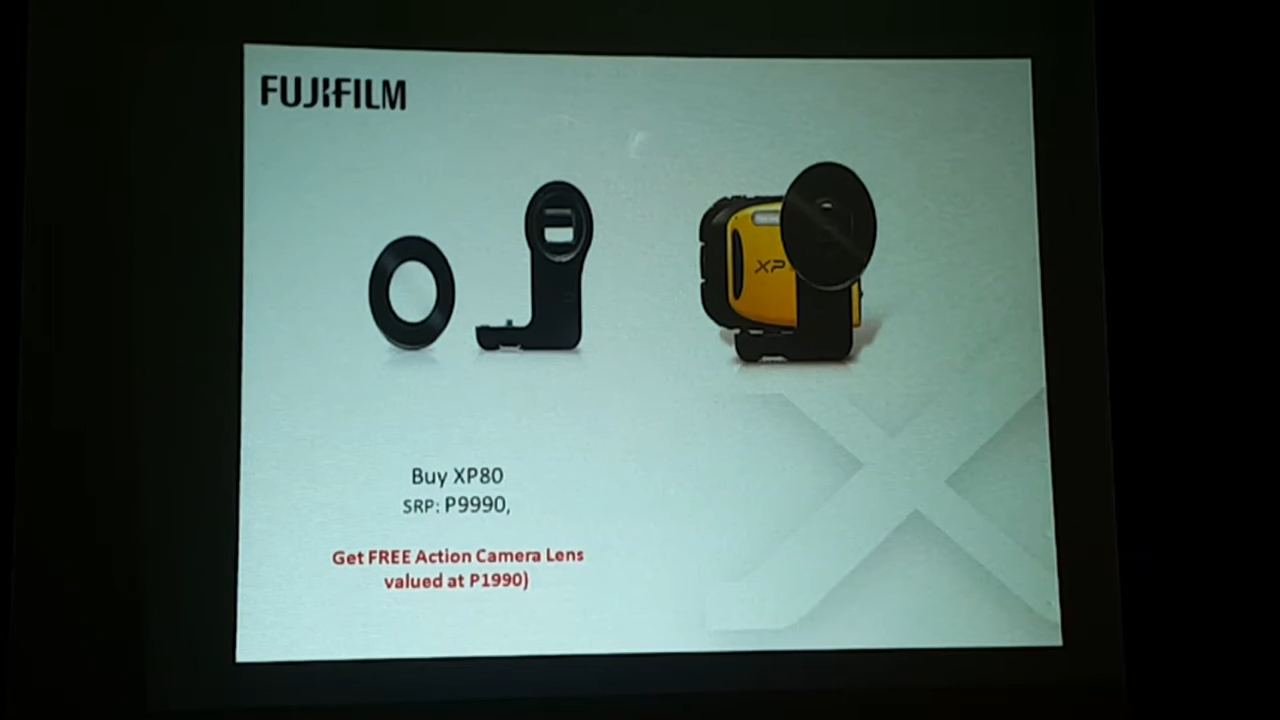 FUJIFILM
XP
Buy XP80
SRP: P9990,
Get FREE Action Camera Lens
valued at P1990)